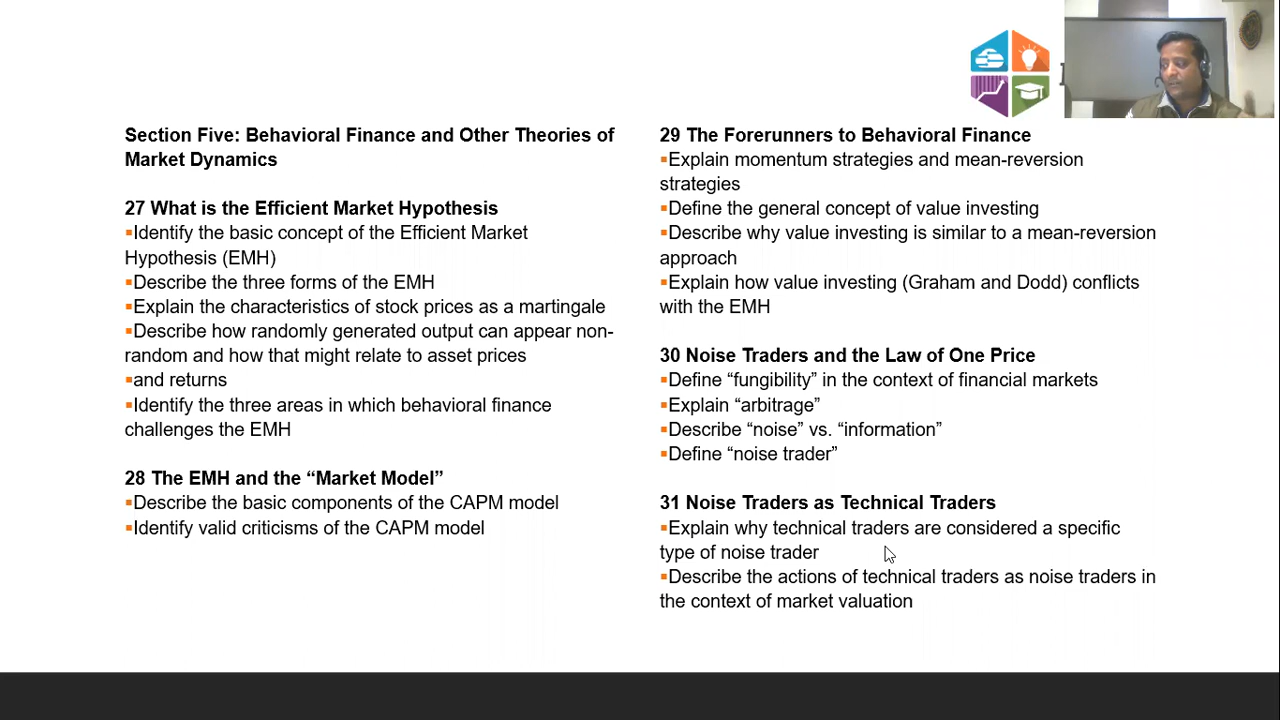 Section Five: Behavioral Finance and Other Theories of
Market Dynamics
27 What is the Efficient Market Hypothesis
▪Identify the basic concept of the Efficient Market
Hypothesis (EMH)
▪Describe the three forms of the EMH
▪Explain the characteristics of stock prices as a martingale
▪Describe how randomly generated output can appear non-
random and how that might relate to asset prices
▪and returns
▪Identify the three areas in which behavioral finance
challenges the EMH
28 The EMH and the “Market Model”
▪Describe the basic components of the CAPM model
▪Identify valid criticisms of the CAPM model
29 The Forerunners to Behavioral Finance
▪Explain momentum strategies and mean-reversion
strategies
▪Define the general concept of value investing
▪Describe why value investing is similar to a mean-reversion
approach
▪Explain how value investing (Graham and Dodd) conflicts
with the EMH
30 Noise Traders and the Law of One Price
▪Define “fungibility” in the context of financial markets
▪Explain “arbitrage”
▪Describe “noise” vs. “information”
▪Define “noise trader”
31 Noise Traders as Technical Traders
▪Explain why technical traders are considered a specific
type of noise trader
▪Describe the actions of technical traders as noise traders in
the context of market valuation